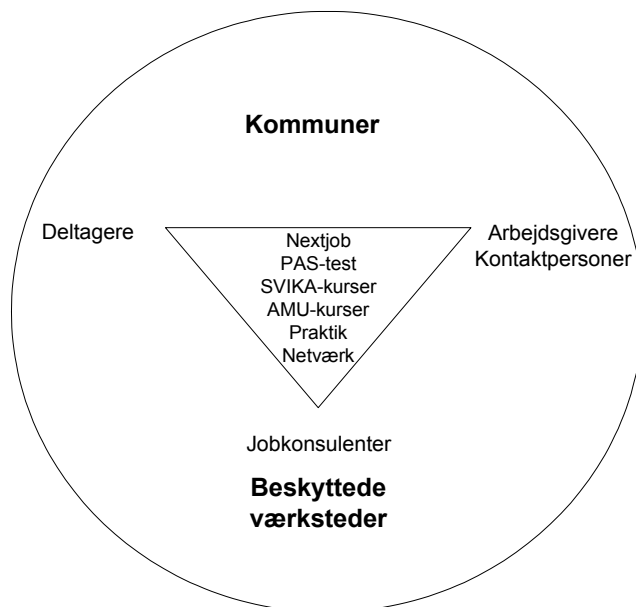 Kommuner
Deltagere
Arbejdsgivere
Kontaktpersoner
Nextjob
PAS-test
SVIKA-kurser
AMU-kurser
Praktik
Netværk
Jobkonsulenter
Beskyttede
værksteder